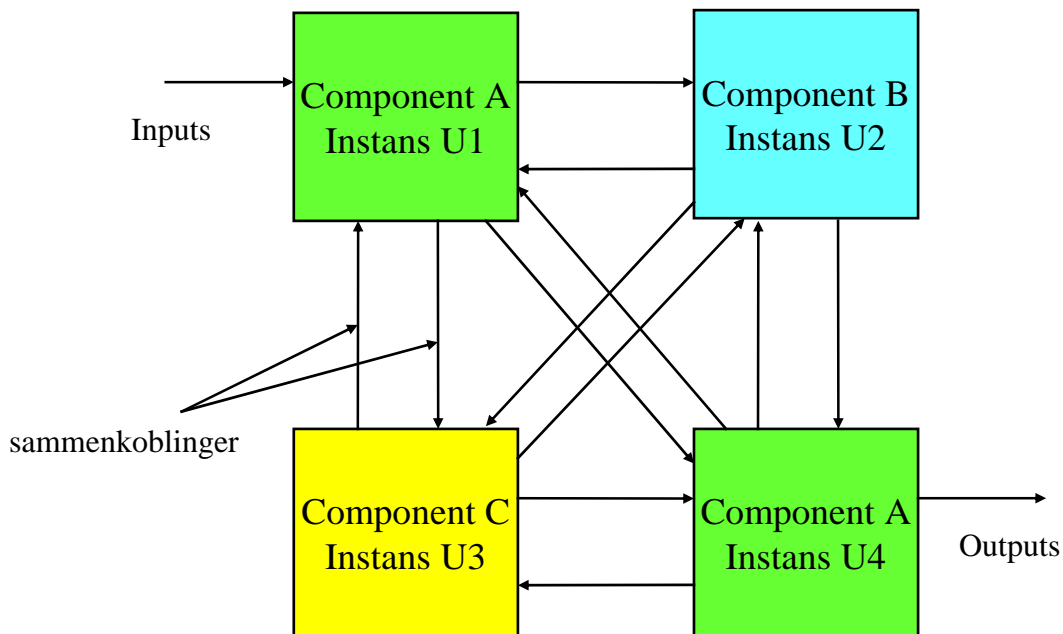 Component A
Instans U1
Component B
Instans U2
Inputs
sammenkoblinger
Component C
Instans U3
Component A
Instans U4
Outputs